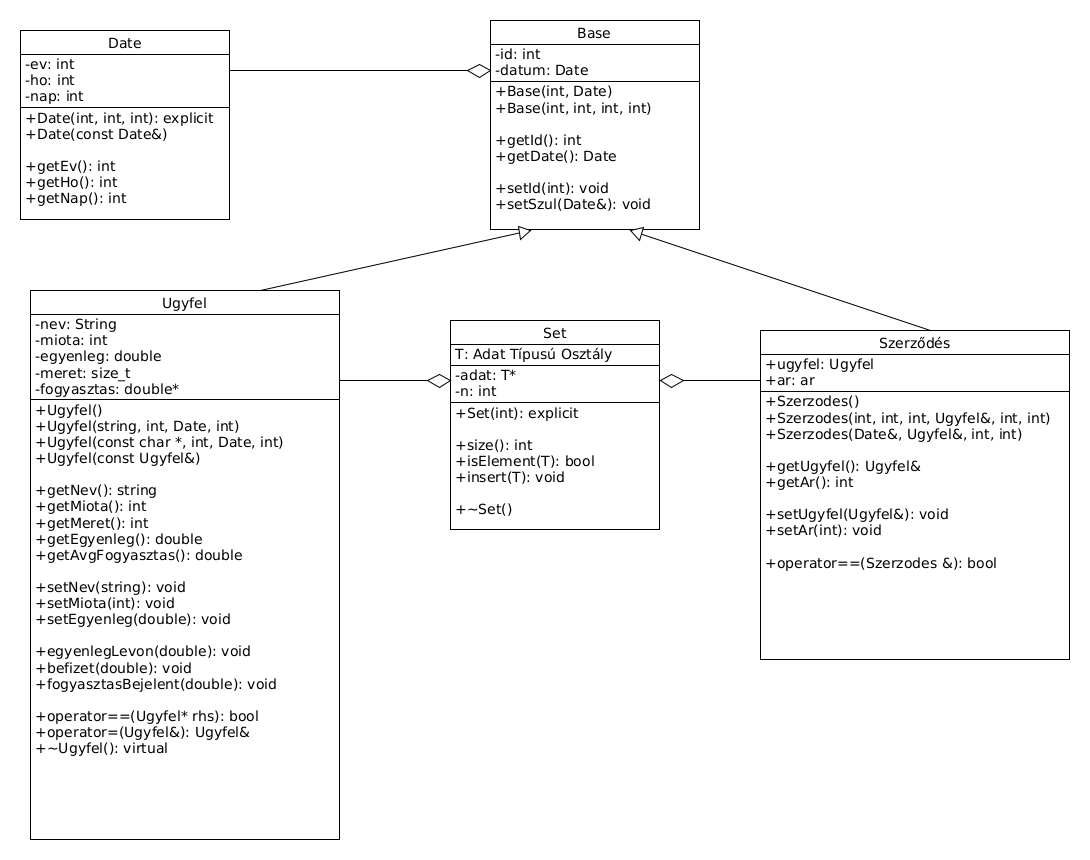 Date
-ev: int
-ho: int
-nap: int
+Date(int, int, int): explicit
+Date(const Date&)
+getEv(): int
+getHo(): int
+getNap(): int
Base
-id: int
-datum: Date
+Base(int, Date)
+Base(int, int, int, int)
+getId(): int
+getDate(): Date
+setId(int): void
+setSzul(Date&): void
Ugyfel
-nev: String
-miota: int
-egyenleg: double
-meret: size_t
-fogyasztas: double*
+Ugyfel()
+Ugyfel(string, int, Date, int)
+Ugyfel(const char *, int, Date, int)
+Ugyfel(const Ugyfel&)
+getNev(): string
+getMiota(): int
+getMeret(): int
+getEgyenleg(): double
+getAvgFogyasztas(): double
+setNev(string): void
+setMiota(int): void
+setEgyenleg(double): void
+egyenlegLevon(double): void
+befizet(double): void
+fogyasztasBejelent(double): void
+operator==(Ugyfel* rhs): bool
+operator=(Ugyfel&): Ugyfel&
+~Ugyfel(): virtual
Set
T: Adat Típusú Osztály
-adat: T*
-n: int
+Set(int): explicit
+size(): int
+isElement(T): bool
+insert(T): void
+~Set()
Szerződés
+ugyfel: Ugyfel
+ar: ar
+Szerzodes()
+Szerzodes(int, int, int, Ugyfel&, int, int)
+Szerzodes(Date&, Ugyfel&, int, int)
+getUgyfel(): Ugyfel&
+getAr(): int
+setUgyfel(Ugyfel&): void
+setAr(int): void
+operator==(Szerzodes &): bool